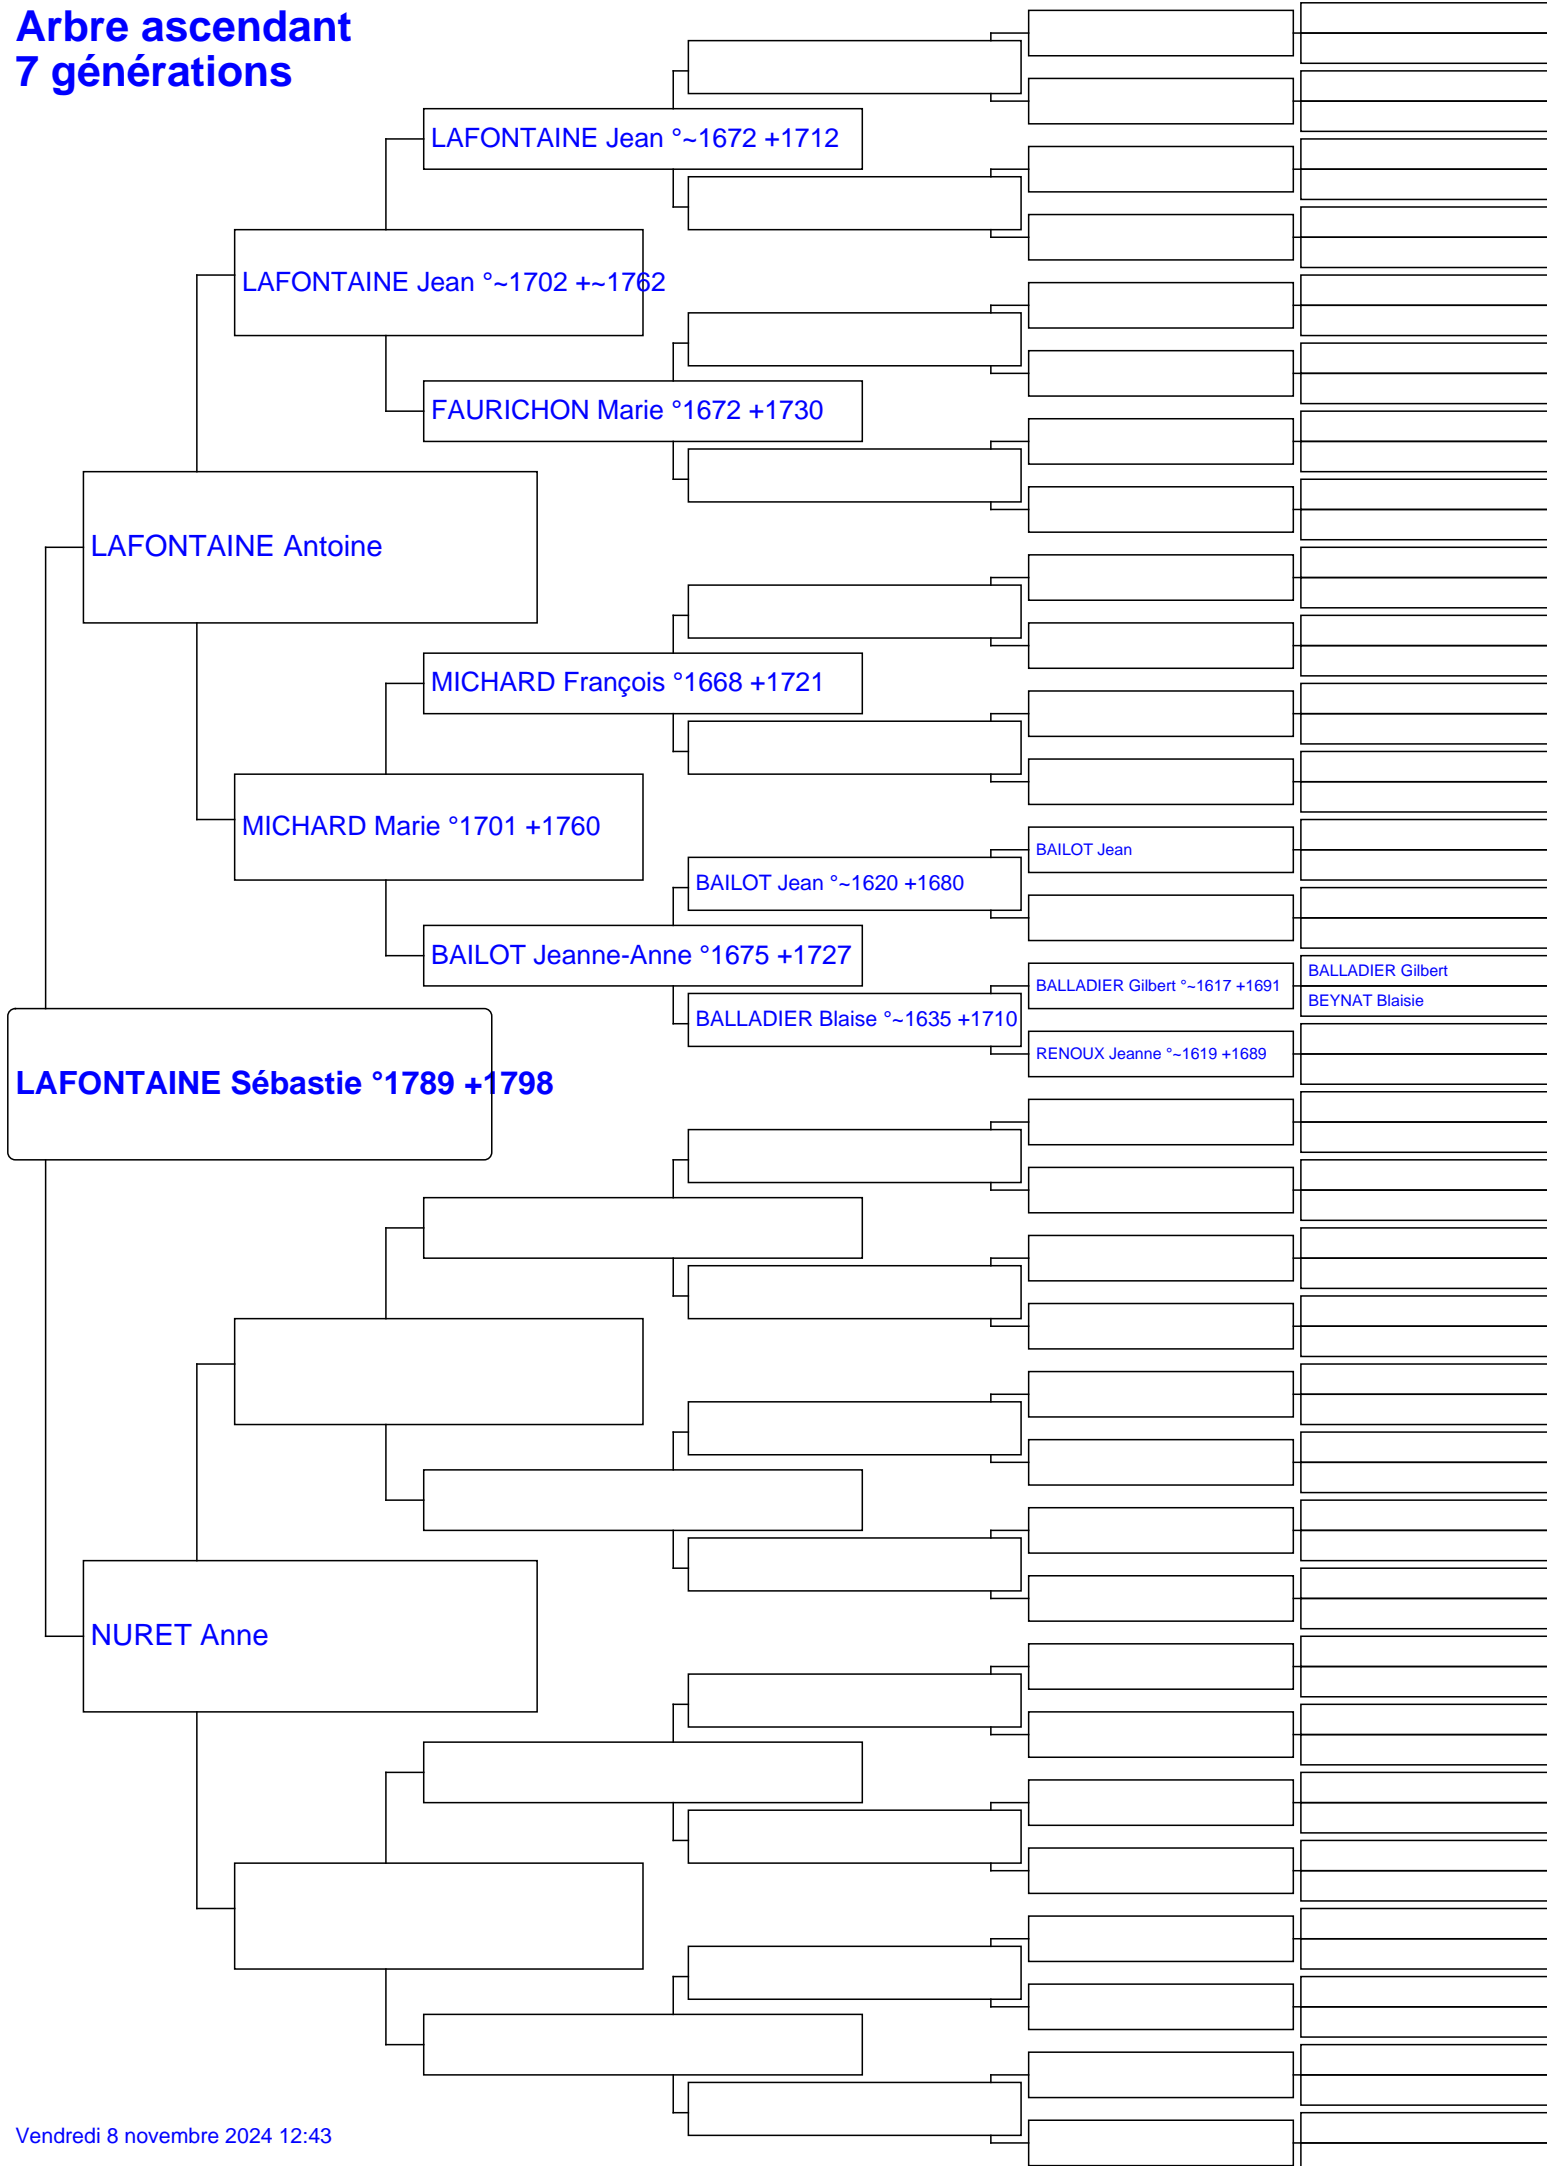 Arbre ascendant
7 générations
LAFONTAINE Jean °~1672 +1712
LAFONTAINE Jean °~1702 +~1762
FAURICHON Marie °1672 +1730
LAFONTAINE Antoine
MICHARD François °1668 +1721
MICHARD Marie °1701 +1760
BAILOT Jean
BAILOT Jean °~1620 +1680
BAILOT Jeanne-Anne °1675 +1727
BALLADIER Gilbert
BALLADIER Gilbert °~1617 +1691
BEYNAT Blaisie
BALLADIER Blaise °~1635 +1710
RENOUX Jeanne °~1619 +1689
LAFONTAINE Sébastie °1789 +1798
NURET Anne
Vendredi 8 novembre 2024 12:43